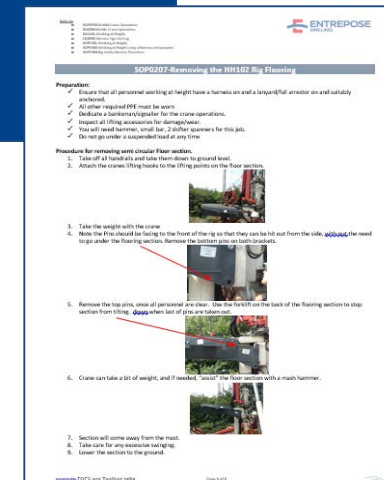 ENTREPOSE
DRILLING
SOP0207-Removing the HH102 Rig Flooring
Preparation:
Ensure that all personnel working at height have a harness on and a lanyard/fall arrestor on and suitably
anchored.
All other required PPE must be worn
Dedicate a banksman/signaller for the crane operations.
Inspect all lifting accessories for damage/wear.
You will need hammer, small bar, 2 shifter spanners for this job.
Do not go under a suspended load at any time
Procedure for removing semi circular Floor section.
1. Take off all handrails and take them down to ground level.
2. Attach the cranes lifting hooks to the lifting points on the floor section.
3. Take the weight with the crane
4. Note the Pins should be facing to the front of the rig so that they can be hit out from the side, without the need
to go under the flooring section. Remove the bottom pins on both brackets.
5. Remove the top pins, once all personnel are clear. Use the forklift on the back of the flooring section to stop
section from tilting. when last of pins are taken out.
6. Crane can take a bit of weight, and if needed, "assist" the floor section with a mash hammer.
7. Section will come away from the mast.
8. Take care for any excessive swinging.
9. Lower the section to the ground.